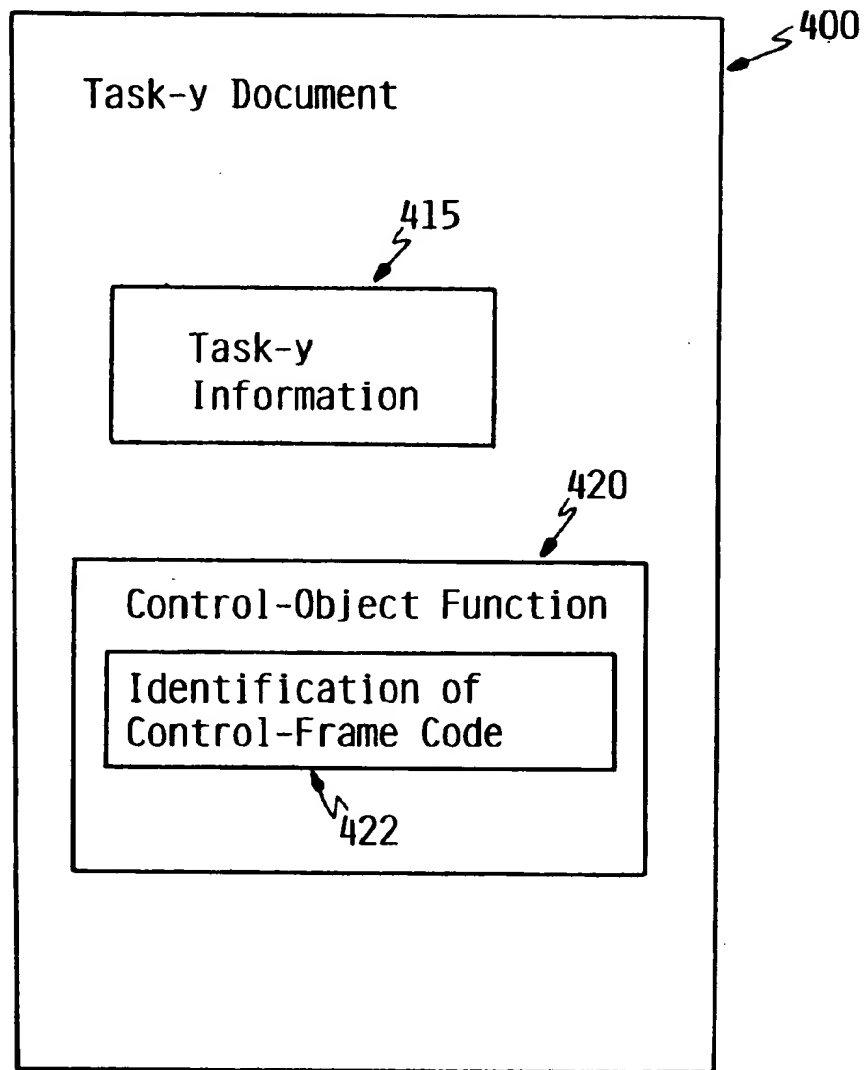 400
Task-y Document
415
Task-y
Information
420
Control-Object Function
Identification of
Control-Frame Code
422